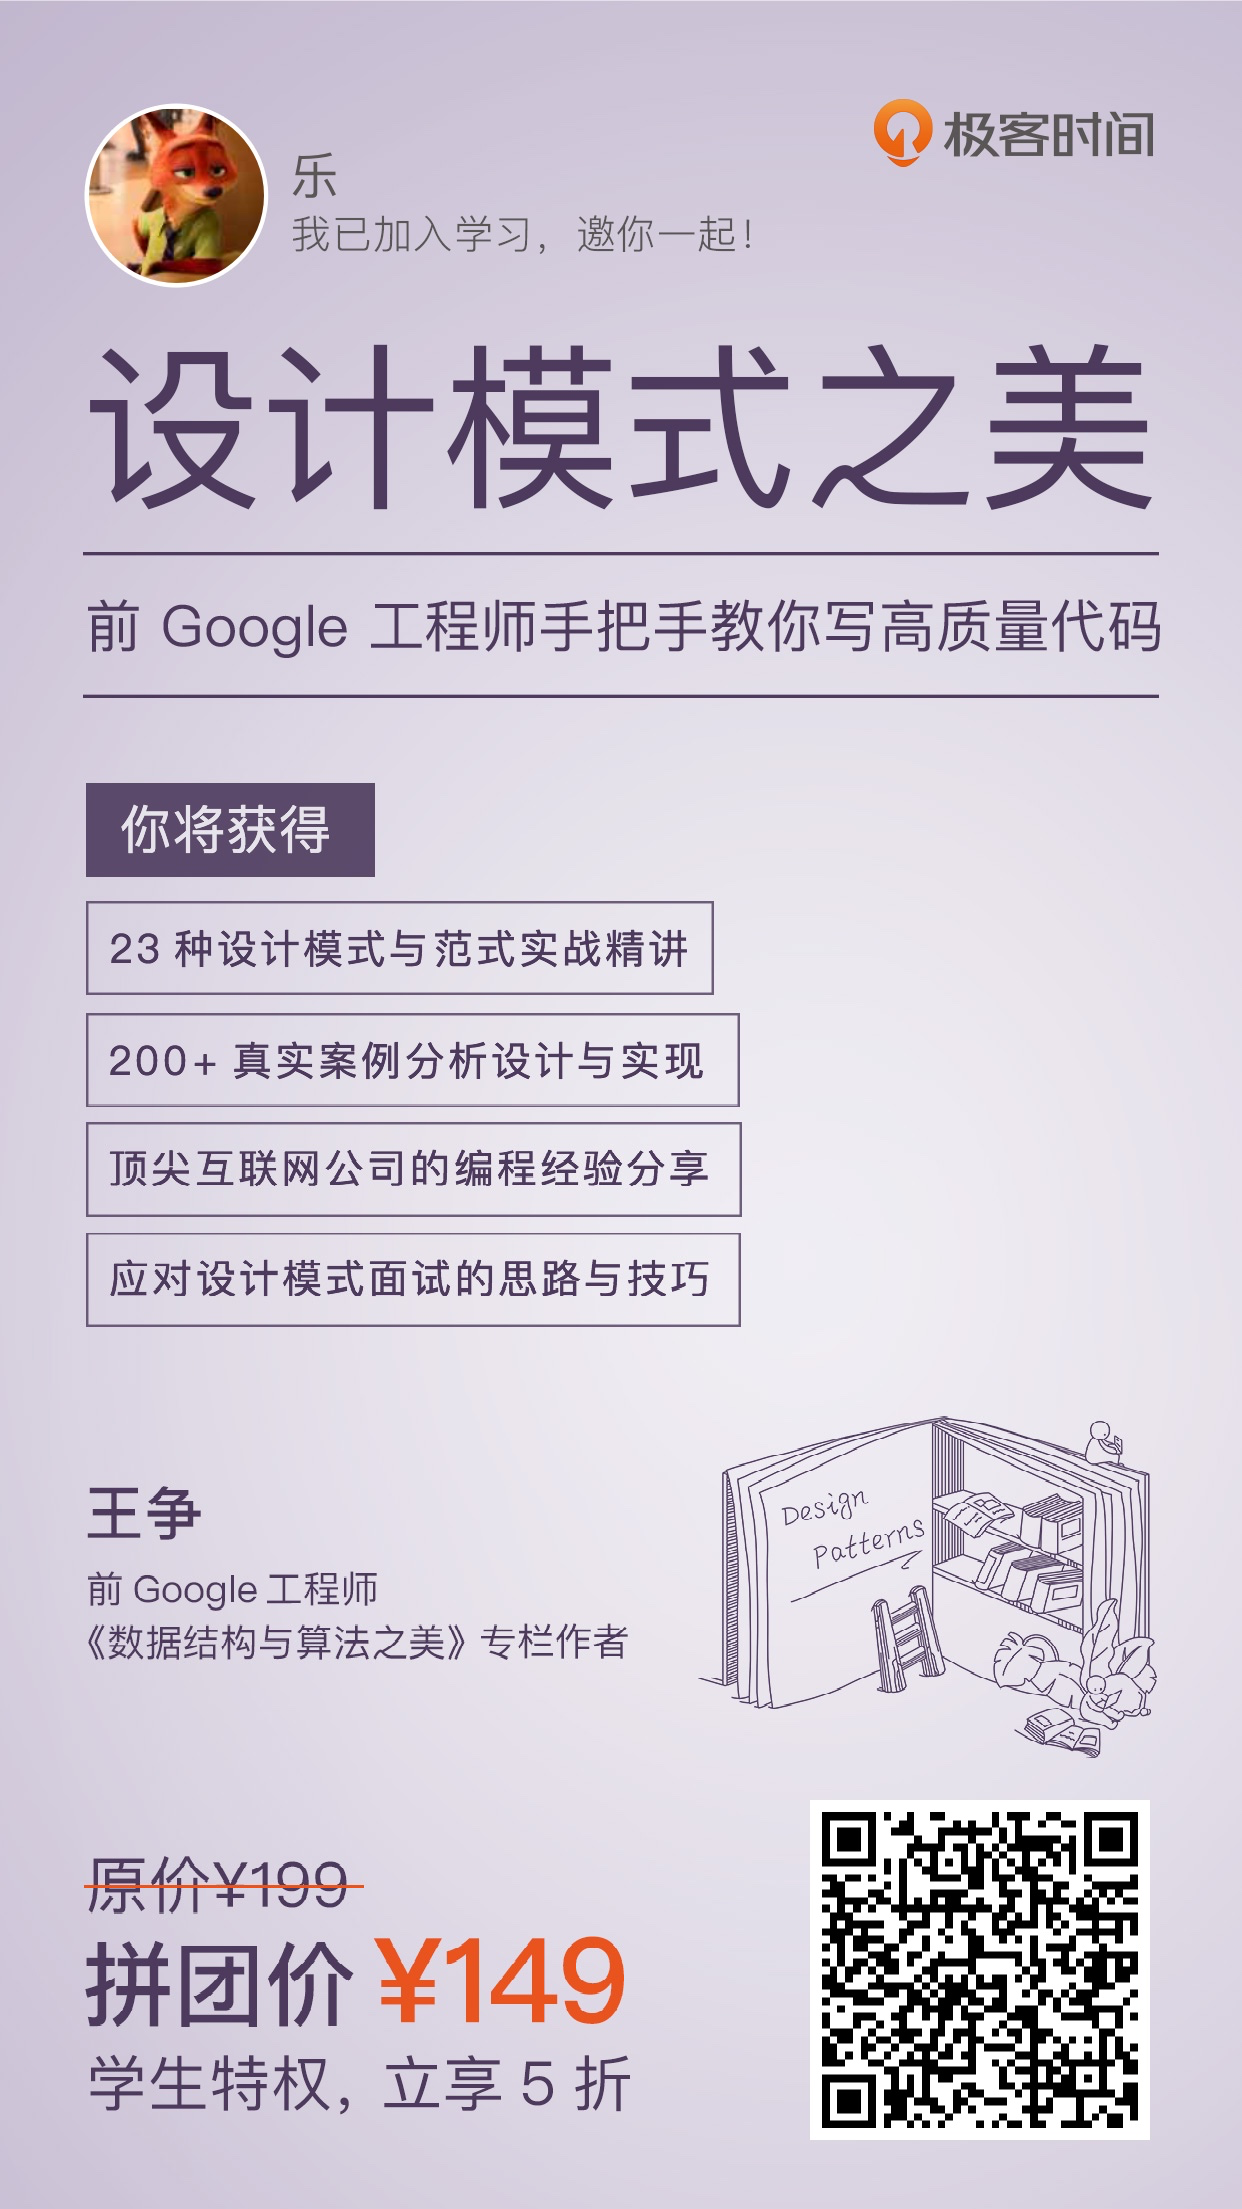 极客时间
乐
我已加入学习，邀你一起！
设计模式之美
前 Google 工程师手把手教你写高质量代码
你将获得
23 种设计模式与范式实战精讲
200+ 真实案例分析设计与实现
顶尖互联网公司的编程经验分享
应对设计模式面试的思路与技巧
Design
Patterns
王争
前 Google 工程师
《数据结构与算法之美》专栏作者
原价¥199
拼团价 ¥149
学生特权，立享 5 折